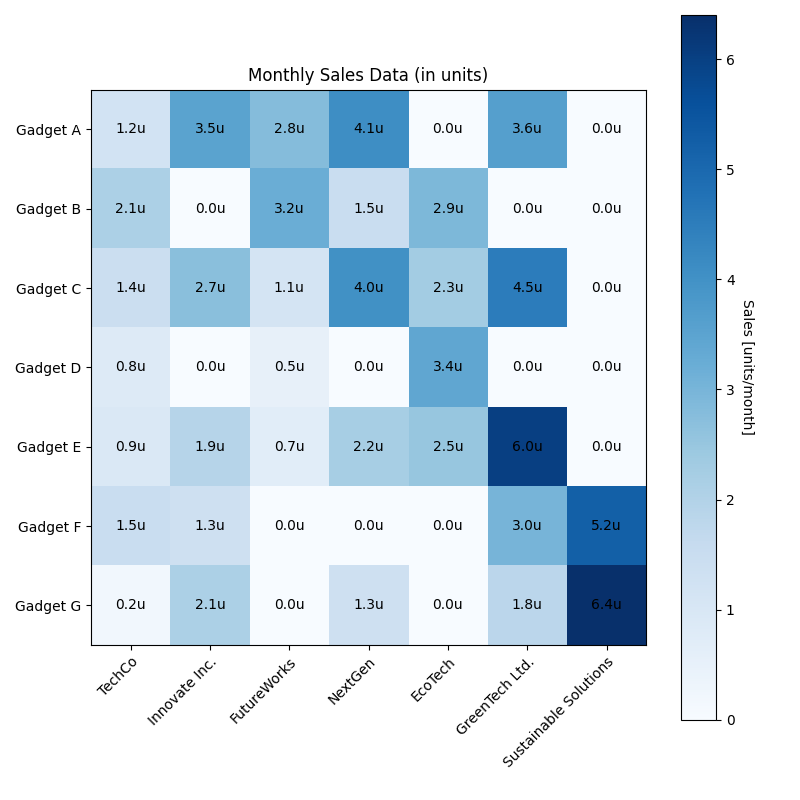 Monthly Sales Data (in units)
Gadget A 1.2u 3.5u 2.8u 4.1u 0.0u 3.6u 0.0u
Gadget B 2.1u 0.0u 3.2u 1.5u 2.9u 0.0u 0.0u
Gadget C 1.4u 2.7u 1.1u 4.0u 2.3u 4.5u 0.0u
Gadget D 0.8u 0.0u 0.5u 0.0u 3.4u 0.0u 0.0u
Gadget E 0.9u 1.9u 0.7u 2.2u 2.5u 6.0u 0.0u
Gadget F 1.5u 1.3u 0.0u 0.0u 0.0u 3.0u 5.2u
Gadget G 0.2u 2.1u 0.0u 1.3u 0.0u 1.8u 6.4u
TechCo
Innovate Inc.
FutureWorks
NextGen
EcoTech
GreenTech Ltd.
Sustainable Solutions
6
5
4
3
2
1
0
Sales [units/month]